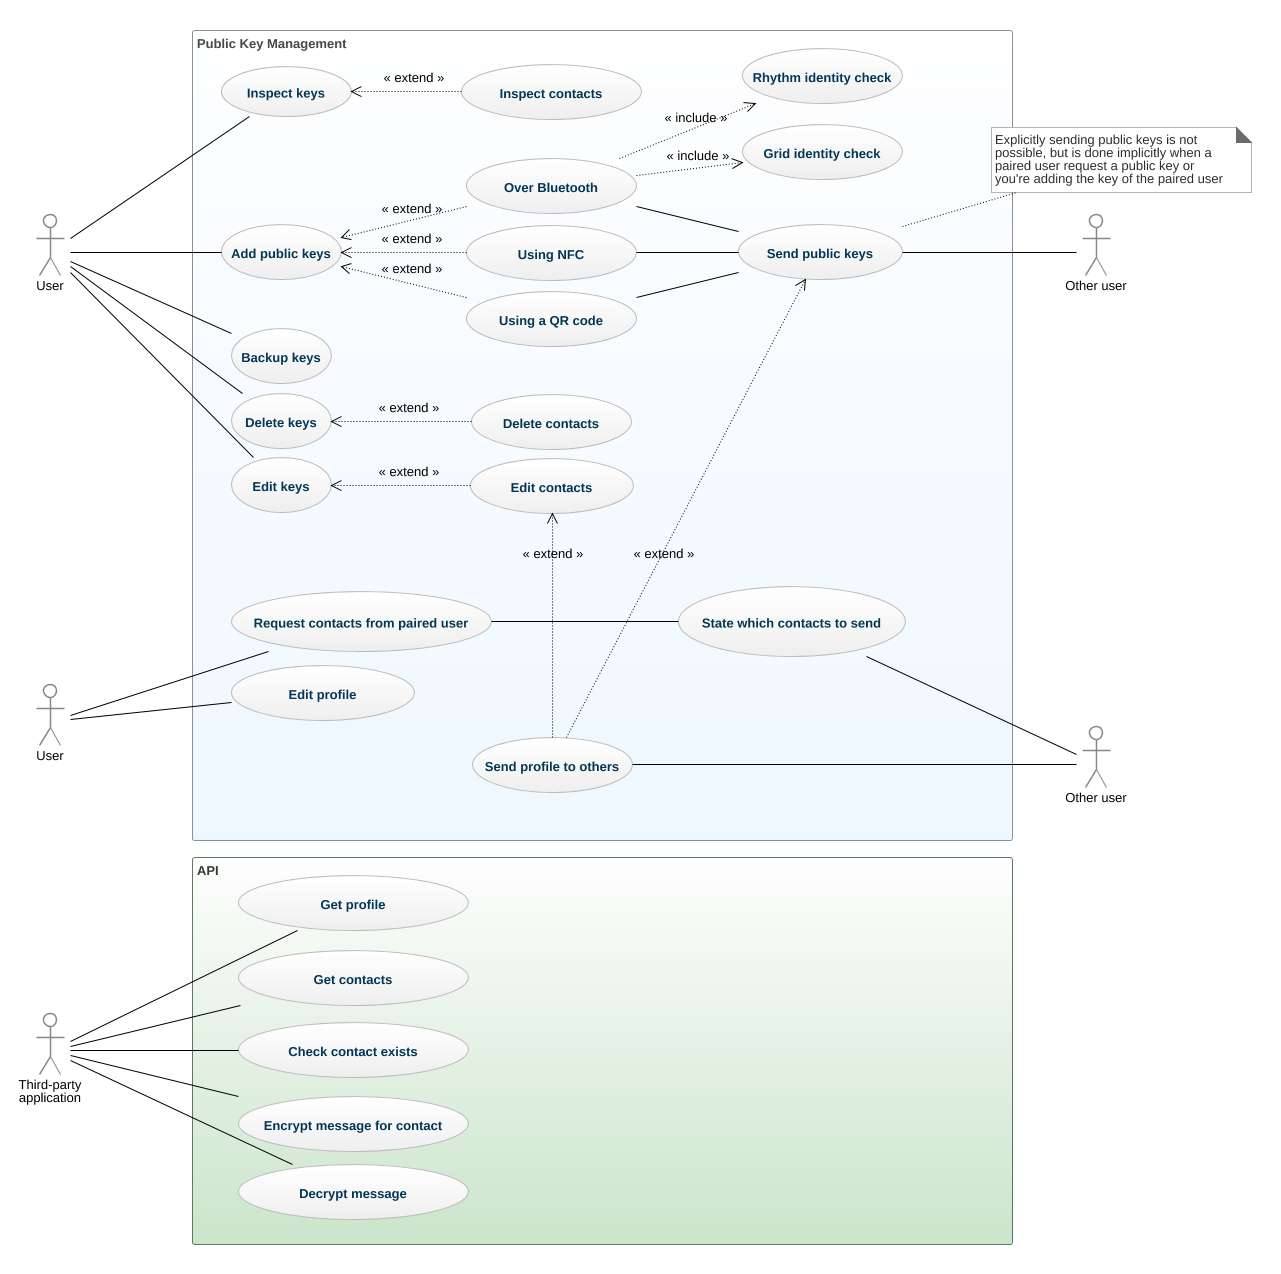 Public Key Management
Inspect keys
« extend »
Inspect contacts
Rhythm identity check
« include »
Grid identity check
« include »
Explicitly sending public keys is not
possible, but is done implicitly when a
paired user request a public key or
you're adding the key of the paired user
Over Bluetooth
« extend »
Add public keys
« extend »
Using NFC
Send public keys
« extend »
User
Other user
Using a QR code
Backup keys
« extend »
Delete keys
Delete contacts
« extend »
Edit keys
Edit contacts
« extend »
« extend »
Request contacts from paired user
State which contacts to send
Edit profile
User
Send profile to others
Other user
API
Get profile
Get contacts
Check contact exists
Third-party
application
Encrypt message for contact
Decrypt message